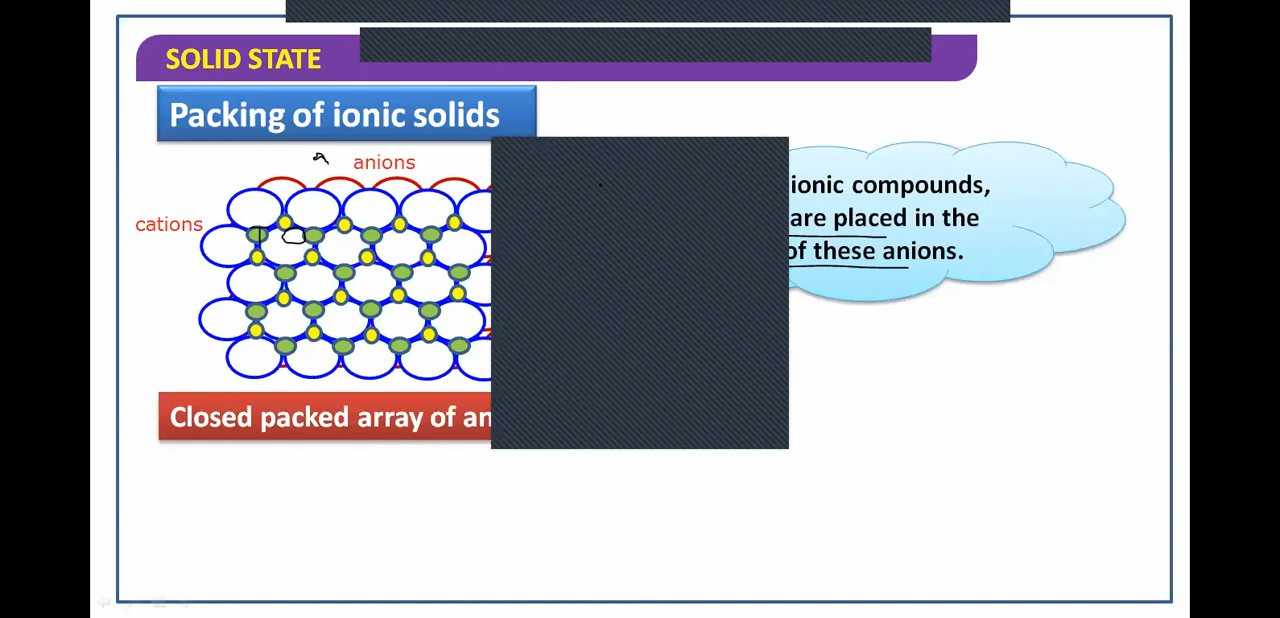 SOLID STATE
Packing of ionic solids
anions
cations
ionic compounds,
are placed in the
of these anions.
Closed packed array of an